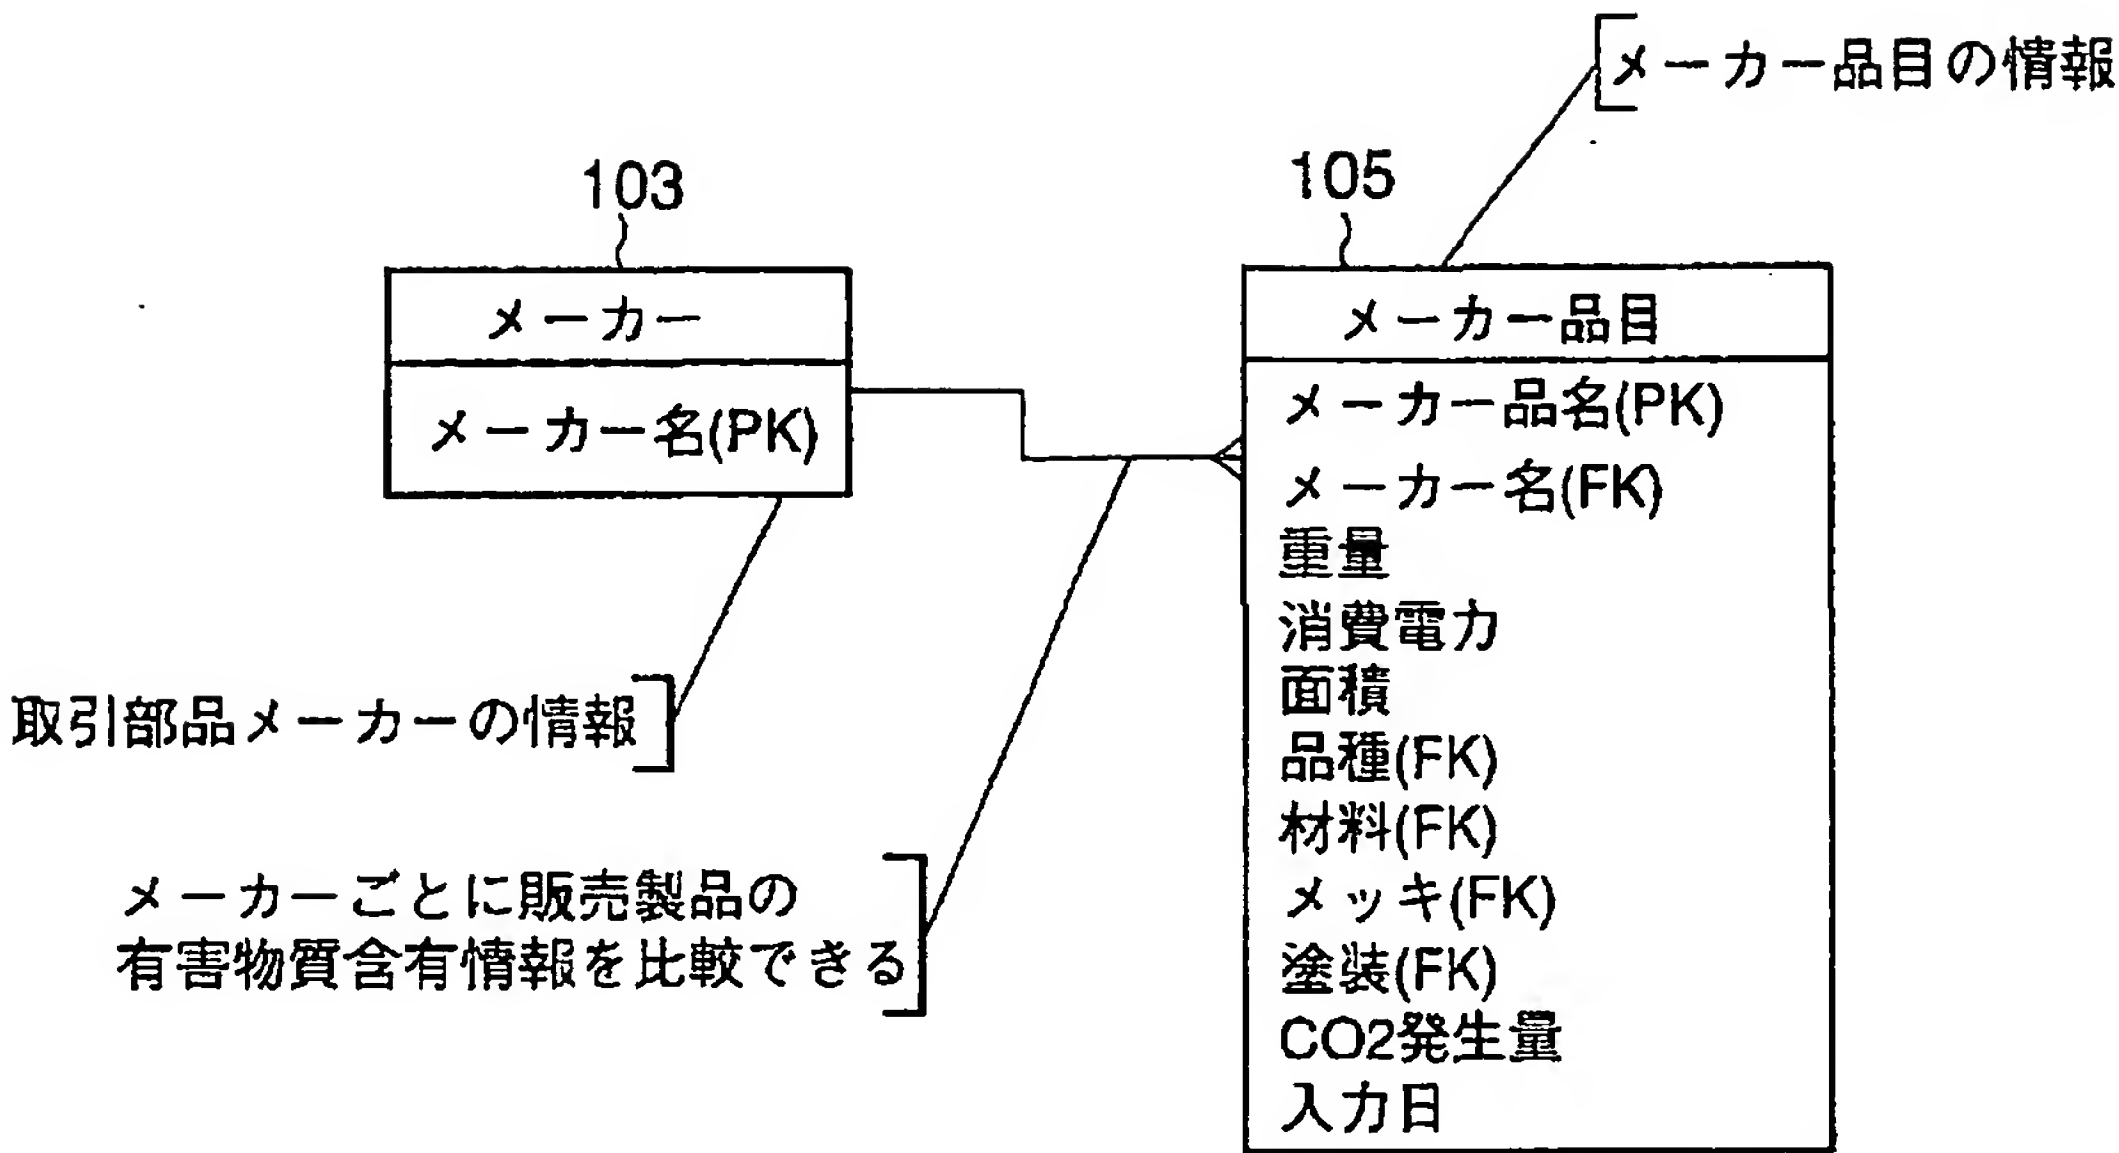 メーカー品目の情報
103
105
メーカー
メーカー名(PK)
メーカー品目
メーカー品名(PK)
メーカー名(FK)
重量
消費電力
面積
品種(FK)
材料(FK)
メッキ(FK)
塗装(FK)
CO2発生量
入力日
取引部品メーカーの情報
メーカーごとに販売製品の
有害物質含有情報を比較できる